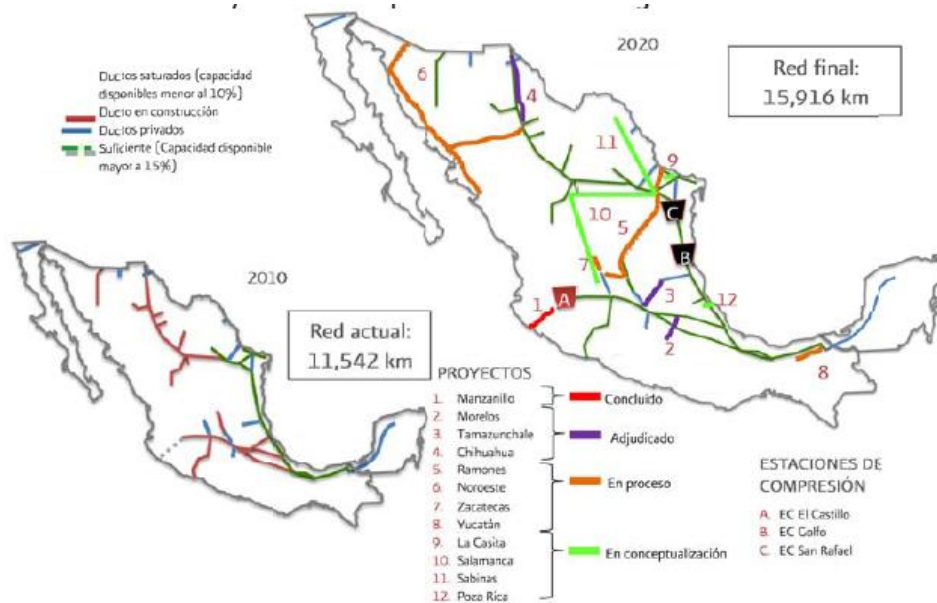 2020
Red final:
15,916 km
Ductos saturados (capacidad
disponibles menor al 10%)
Ducto en construcción
Ductos privados
Suficiente (Capacidad disponible
mayor a 15%)
6
4
11
9
C
10
5
B
7
3
12
1
A
2
8
2010
Red actual:
11,542 km
PROYECTOS
1. Manzanillo
2. Morelos
3. Tamazunchale
4. Chihuahua
5. Ramones
6. Noroeste
7. Zacatecas
8. Yucatán
9. La Casita
10. Salamanca
11. Sabinas
12. Poza Rica
Concluido
Adjudicado
En proceso
En conceptualización
ESTACIONES DE
COMPRESIÓN
A. EC El Castillo
B. EC Golfo
C. EC San Rafael